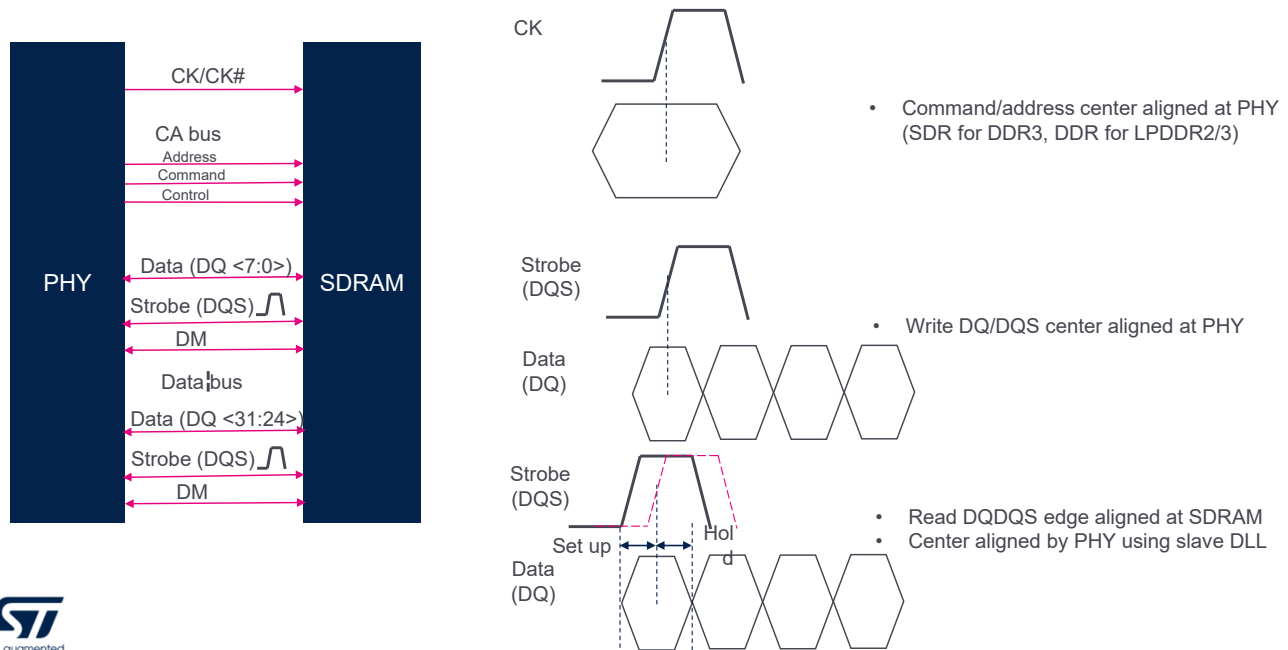 CK/CK#
CA bus
Address
Command
Control
PHY
Data (DQ <7:0>)
SDRAM
Strobe (DQS)
DM
Data bus
Data (DQ <31:24>)
Strobe (DQS)
DM
CK
• Command/address center aligned at PHY
(SDR for DDR3, DDR for LPDDR2/3)
Strobe
(DQS)
• Write DQ/DQS center aligned at PHY
Data
(DQ)
Strobe
(DQS)
• Read DQDQS edge aligned at SDRAM
• Center aligned by PHY using slave DLL
Set up
Hol
d
Data
(DQ)
ST
augmented